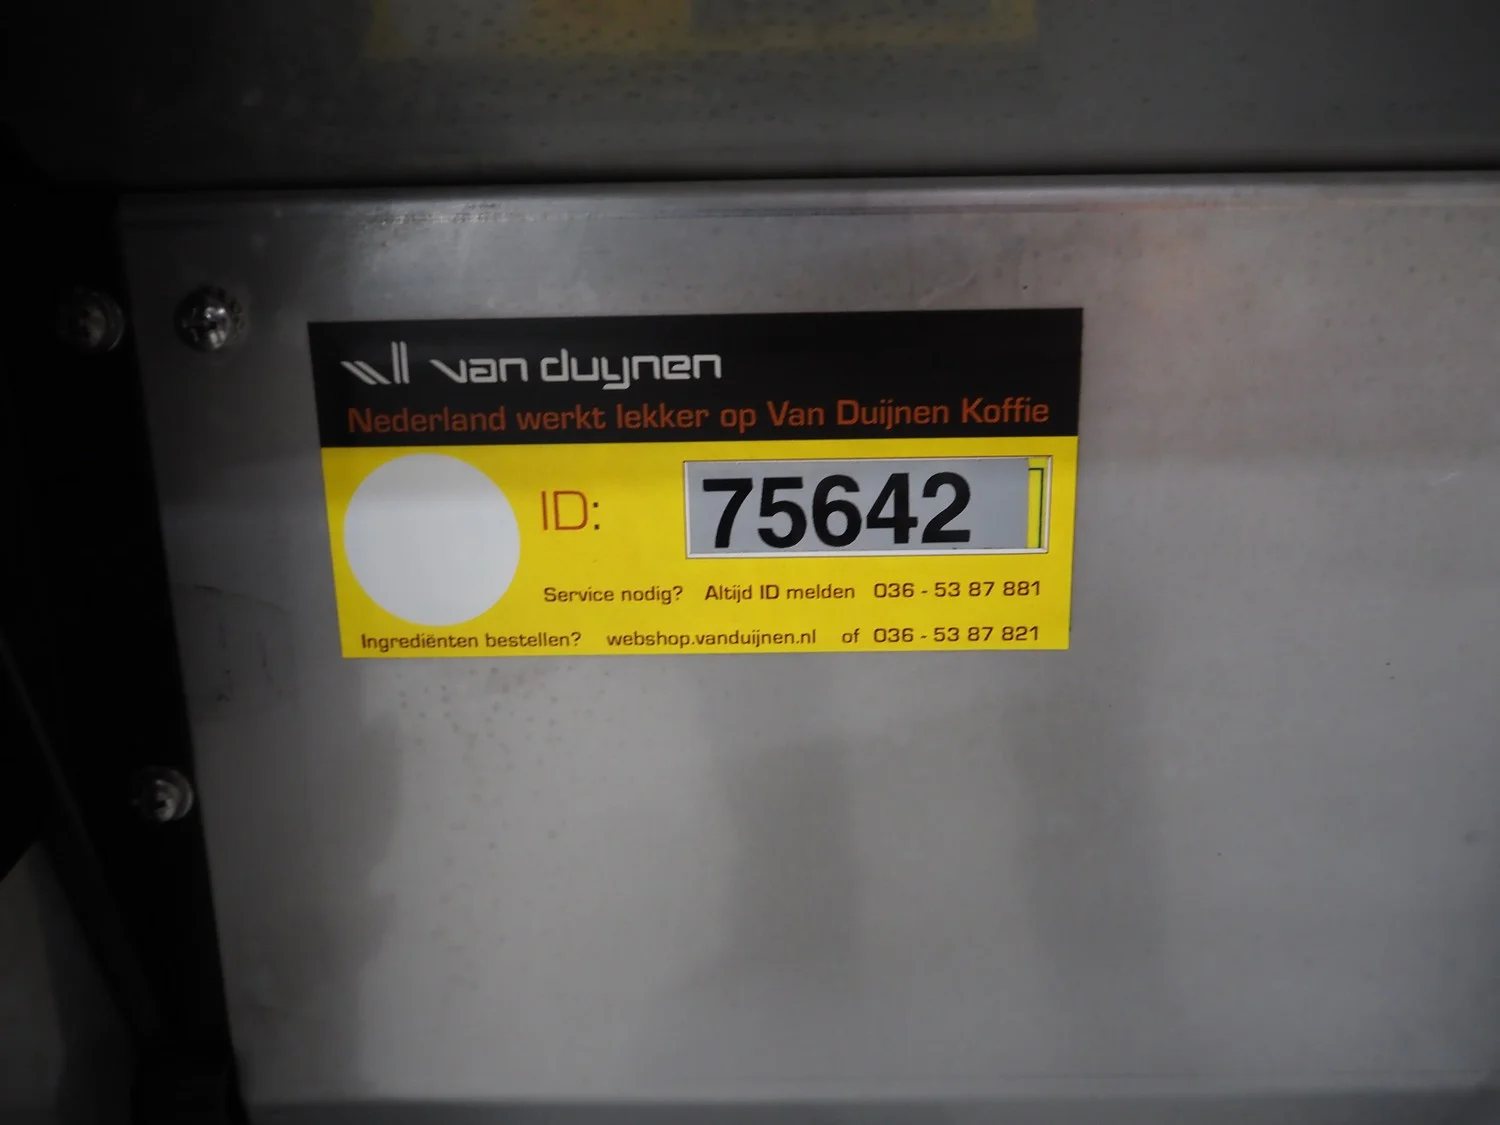 van duynen
Nederland werkt lekker op Van Duijnen Koffie
ID: 75642
Service nodig? Altijd ID melden 036 - 53 87 881
Ingrediënten bestellen? webshop.vanduijnen.nl of 036 - 53 87 821